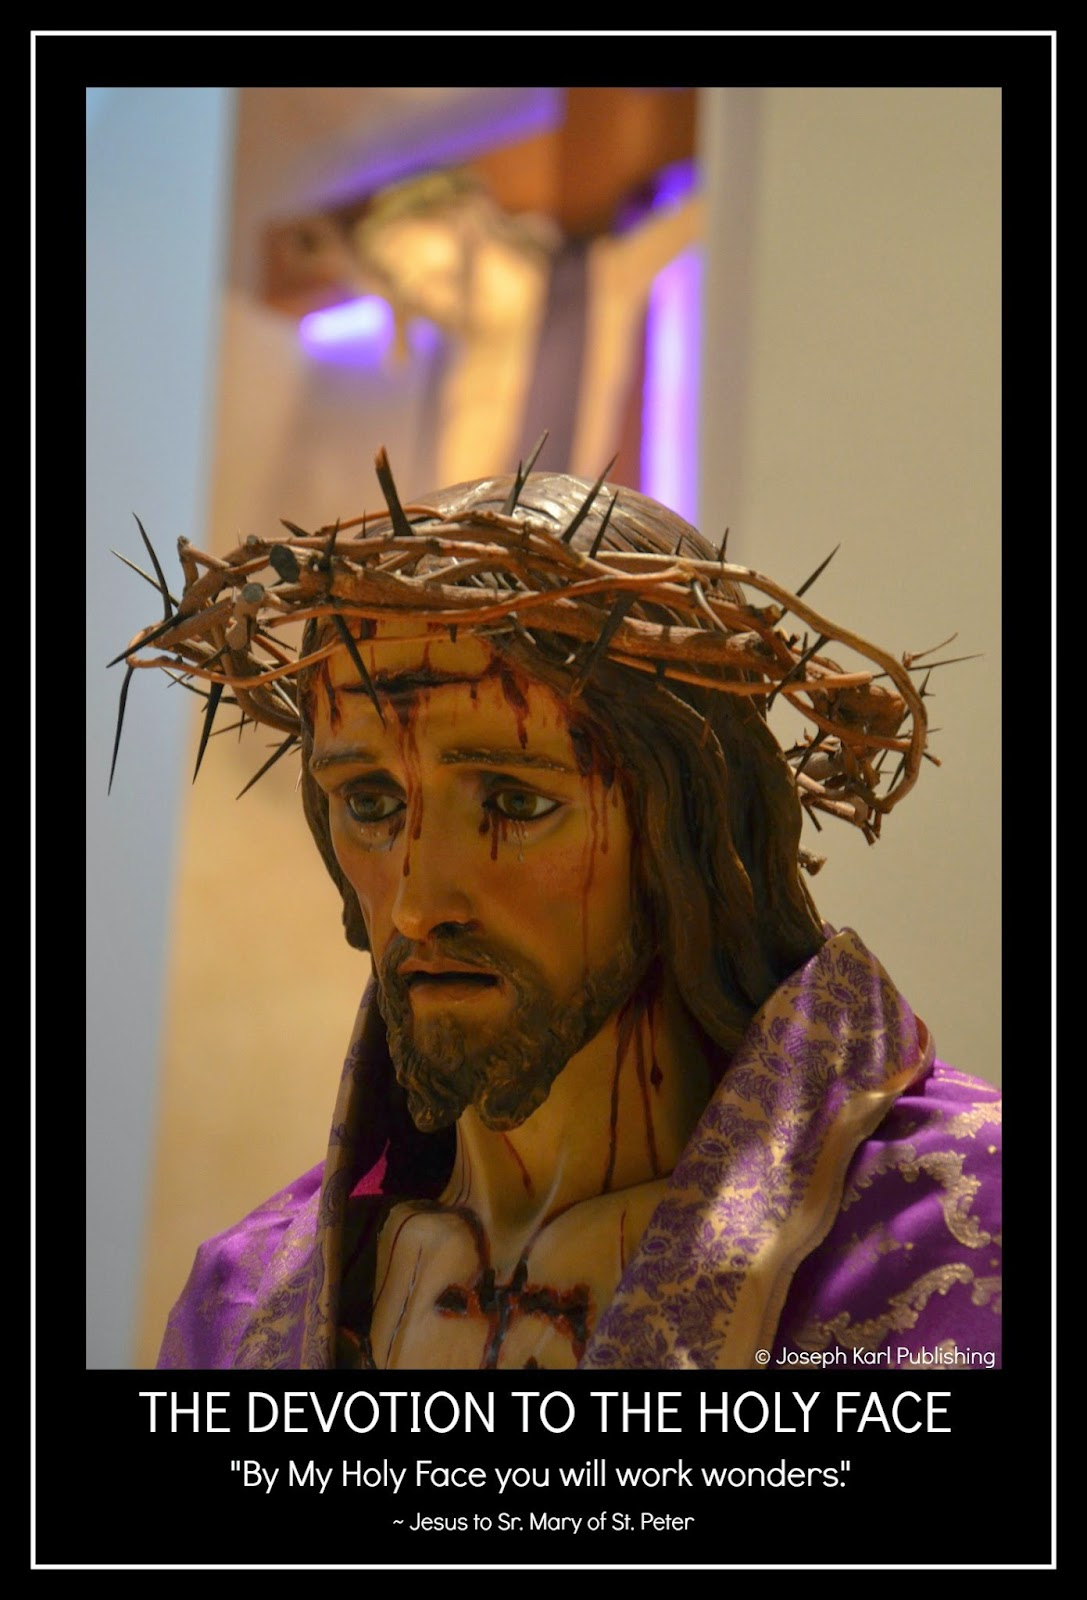 © Joseph Karl Publishing
THE DEVOTION TO THE HOLY FACE
"By My Holy Face you will work wonders."
~ Jesus to Sr. Mary of St. Peter